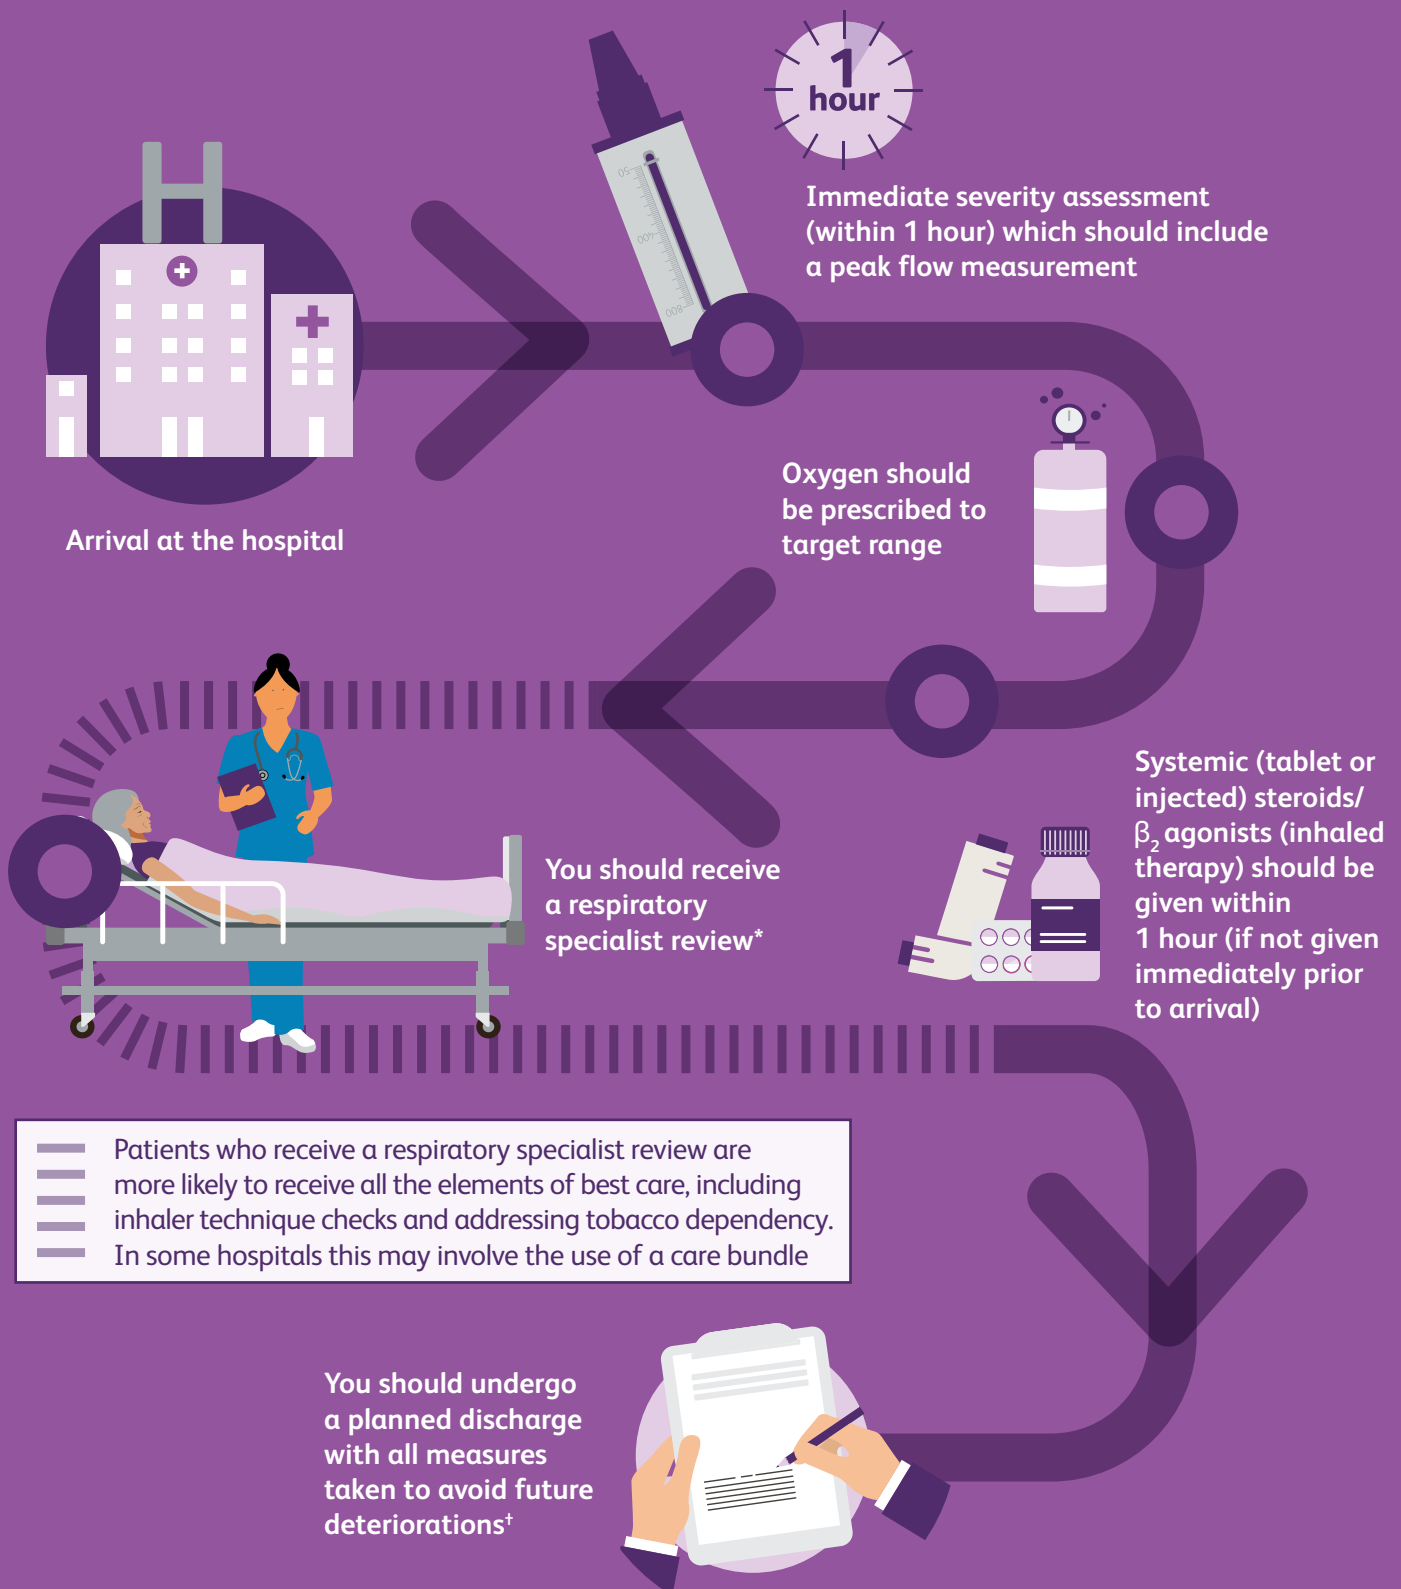 1
hour
Immediate severity assessment
(within 1 hour) which should include
a peak flow measurement
50
400
800
Arrival at the hospital
Oxygen should
be prescribed to
target range
Systemic (tablet or
injected) steroids/
β₂ agonists (inhaled
therapy) should be
given within
1 hour (if not given
immediately prior
to arrival)
You should receive
a respiratory
specialist review*
Patients who receive a respiratory specialist review are
more likely to receive all the elements of best care, including
inhaler technique checks and addressing tobacco dependency.
In some hospitals this may involve the use of a care bundle
You should undergo
a planned discharge
with all measures
taken to avoid future
deteriorations†